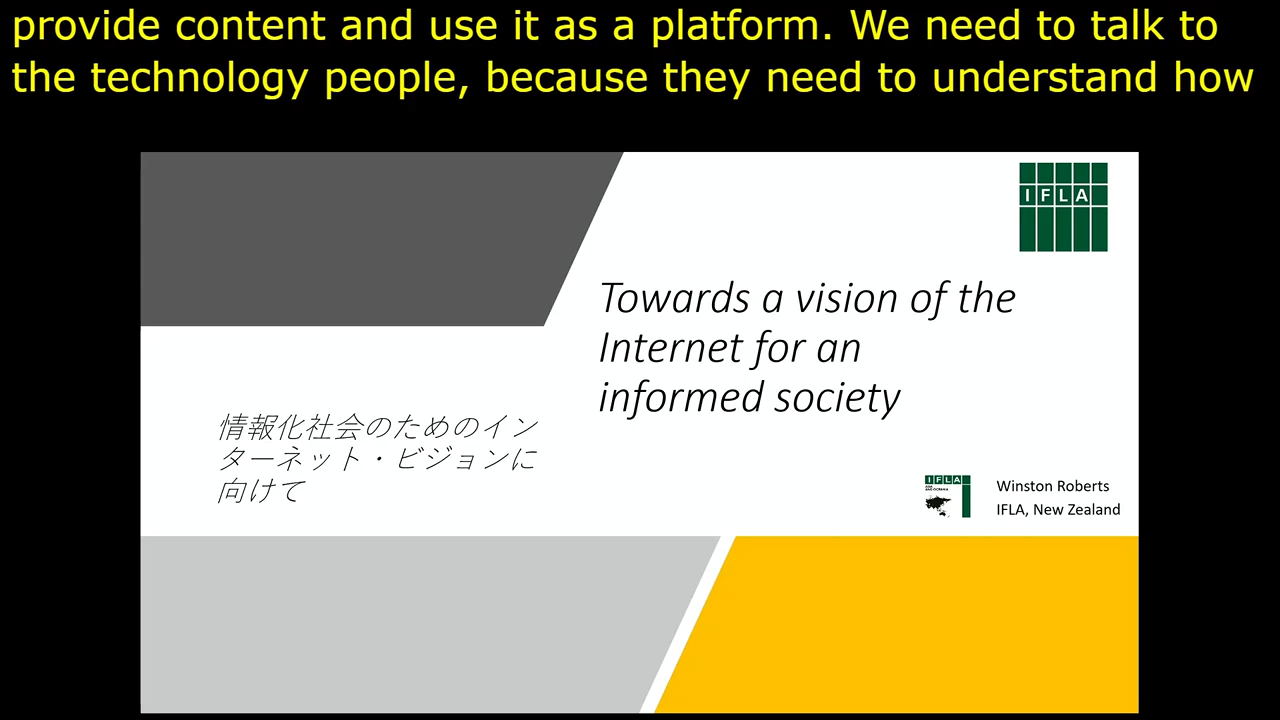 provide content and use it as a platform. We need to talk to
the technology people, because they need to understand how
IFLA
Towards a vision of the
Internet for an
informed society
情報化社会のためのイン
ターネット・ビジョンに
向けて
IFLA
Winston Roberts
IFLA, New Zealand